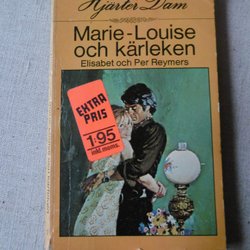 Hjärter Dam
Marie-Louise
och kärleken
Elisabet och Per Reymers
EXTRA
PRIS
1.95
inkl. moms.